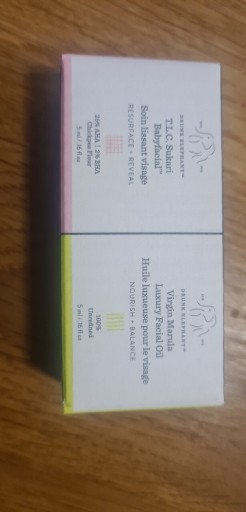 DRUNK ELEPHANT™
T.L.C. Sukari
Babyfacial™
Soin lissant visage
RESURFACE + REVEAL
25% AHA | 2% BHA
Chickpea Flour
5 ml / .16 fl oz
DRUNK ELEPHANT™
Virgin Marula
Luxury Facial Oil
Huile luxueuse pour le visage
NOURISH + BALANCE
100%
Unrefined
5 ml / .16 fl oz